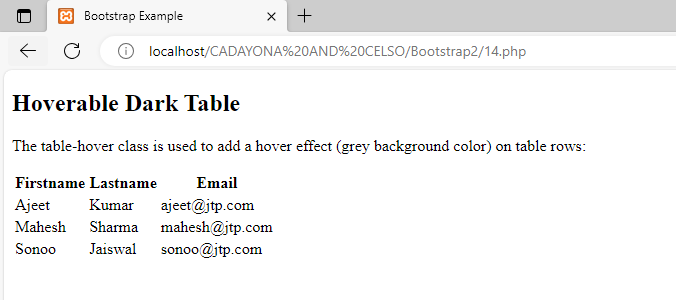 Bootstrap Example
localhost/CADAYONA%20AND%20CELSO/Bootstrap2/14.php
Hoverable Dark Table
The table-hover class is used to add a hover effect (grey background color) on table rows:
Firstname Lastname Email
Ajeet Kumar ajeet@jtp.com
Mahesh Sharma mahesh@jtp.com
Sonoo Jaiswal sonoo@jtp.com